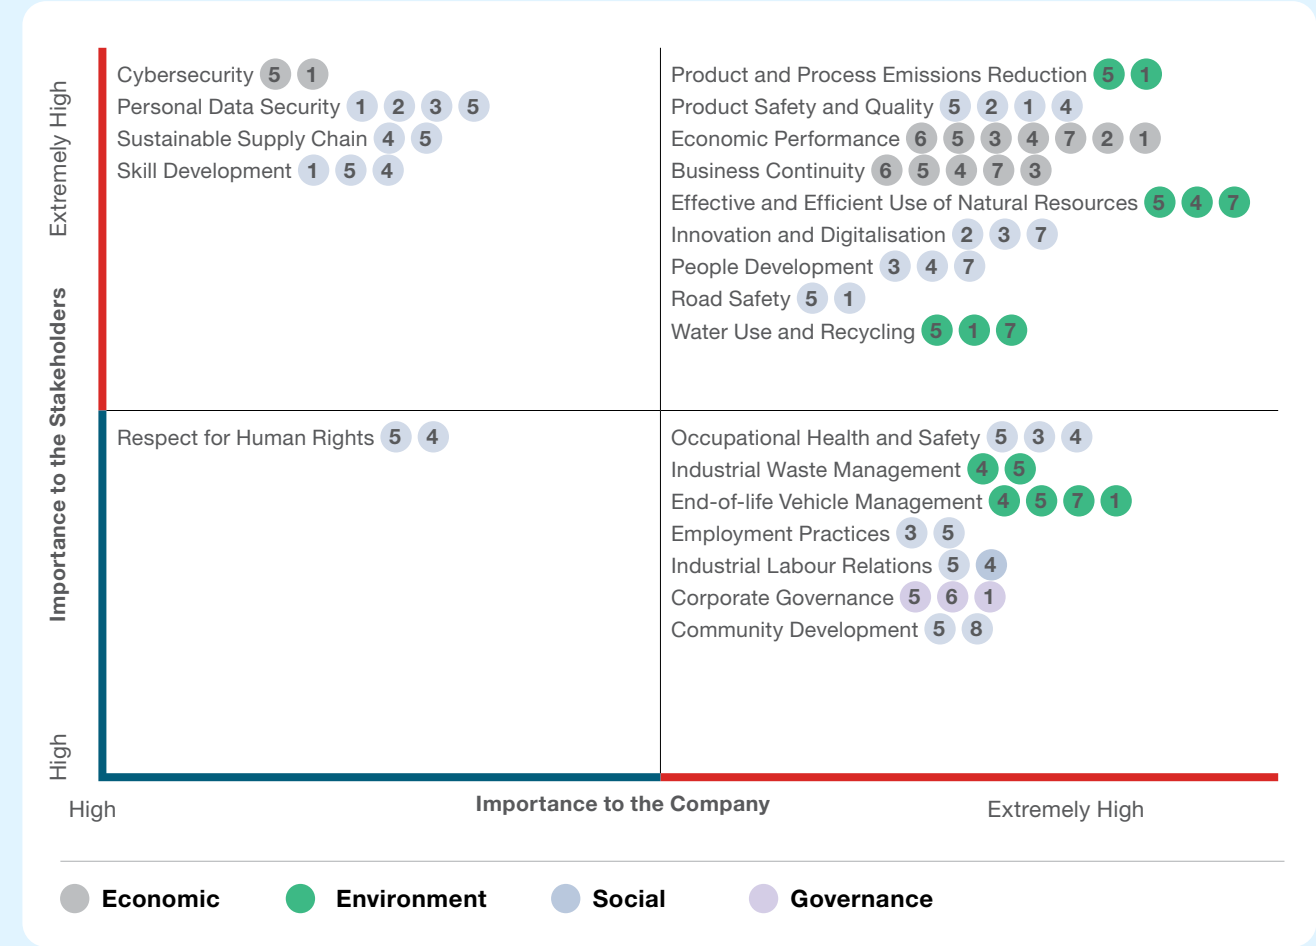 Extremely High
Importance to the Stakeholders
High
Cybersecurity 5 1
Personal Data Security 1 2 3 5
Sustainable Supply Chain 4 5
Skill Development 1 5 4
Product and Process Emissions Reduction 5 1
Product Safety and Quality 5 2 1 4
Economic Performance 6 5 3 4 7 2 1
Business Continuity 6 5 4 7 3
Effective and Efficient Use of Natural Resources 5 4 7
Innovation and Digitalisation 2 3 7
People Development 3 4 7
Road Safety 5 1
Water Use and Recycling 5 1 7
Respect for Human Rights 5 4
Occupational Health and Safety 5 3 4
Industrial Waste Management 4 5
End-of-life Vehicle Management 4 5 7 1
Employment Practices 3 5
Industrial Labour Relations 5 4
Corporate Governance 5 6 1
Community Development 5 8
High
Importance to the Company
Extremely High
Economic
Environment
Social
Governance